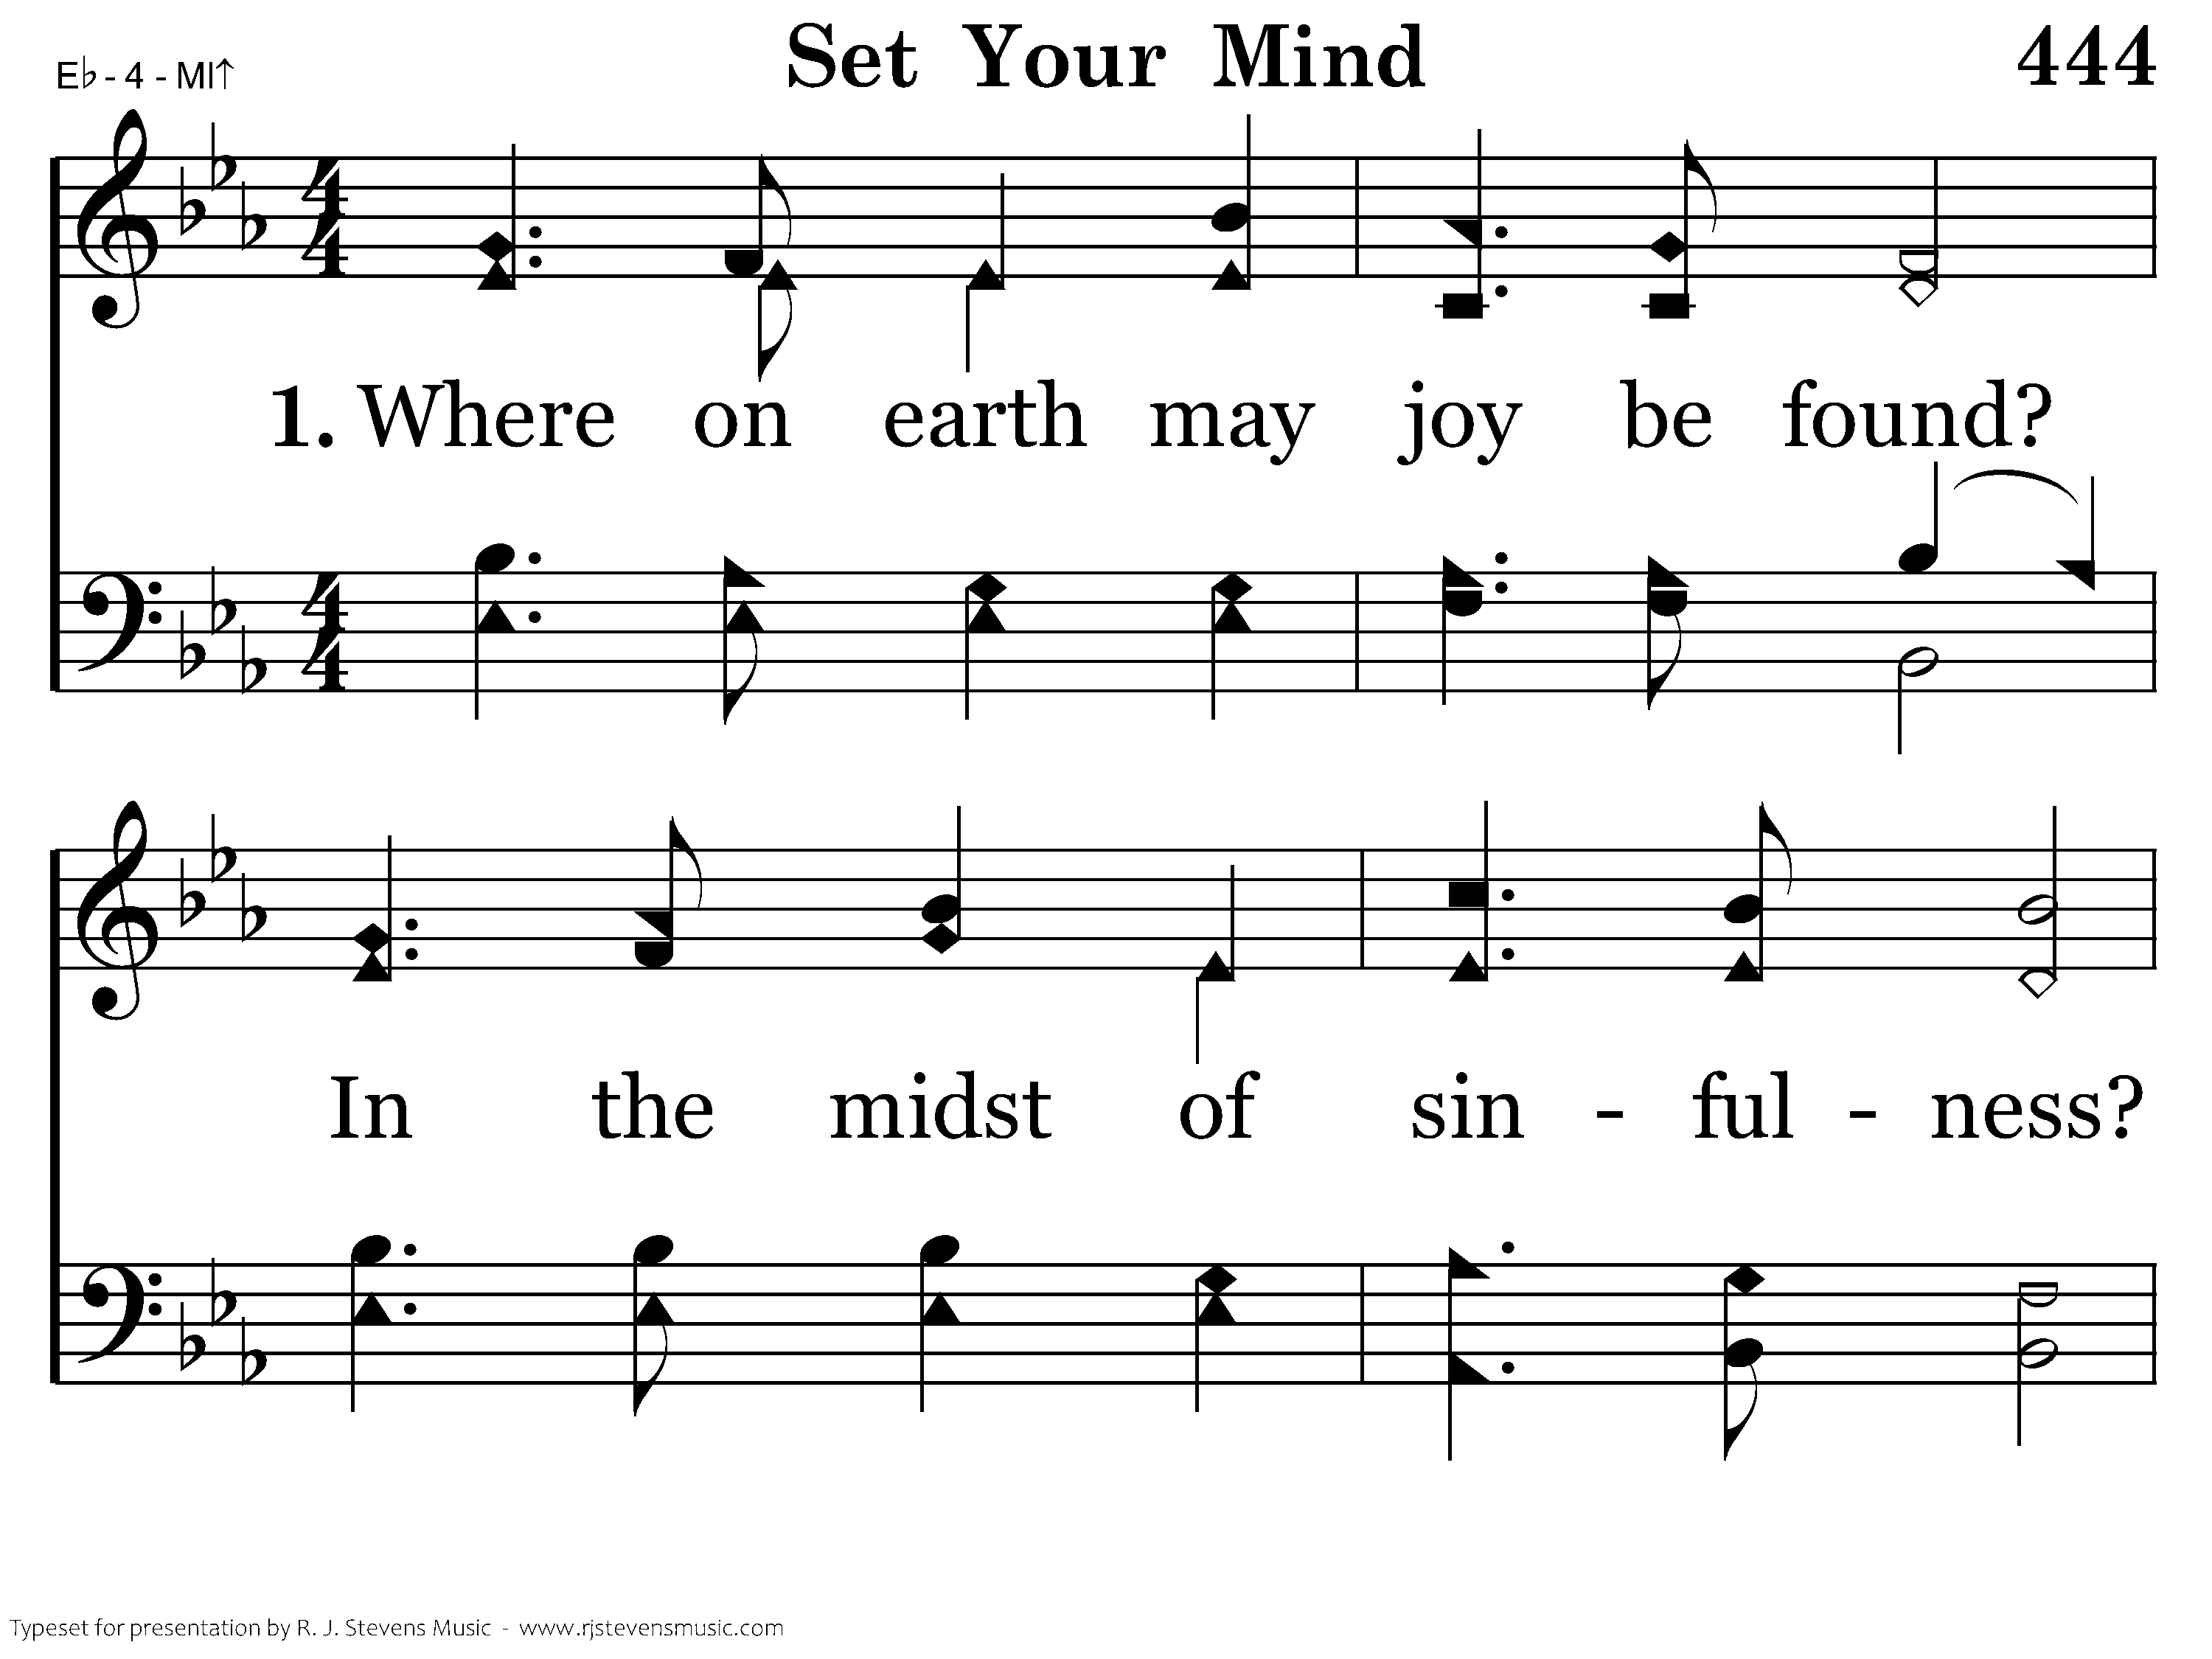 Set Your Mind
444
E♭ - 4 - MI↑
1. Where on earth may joy be found?
In the midst of sin - ful - ness?
Typeset for presentation by R. J. Stevens Music - www.rjstevensmusic.com